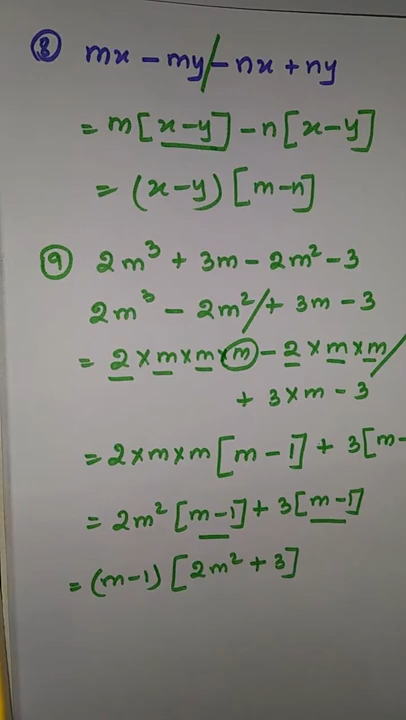 ⑧ mx - my / - nx + ny
= m[x-y] - n[x-y]
= (x-y) [m-n]
⑨ 2m³ + 3m - 2m² - 3
2m³ - 2m² / + 3m - 3
= 2 × m × m × m - 2 × m × m /
+ 3 × m - 3
= 2 × m × m [m - 1] + 3[m-
= 2m² [m-1] + 3[m-1]
= (m-1) [2m² + 3]